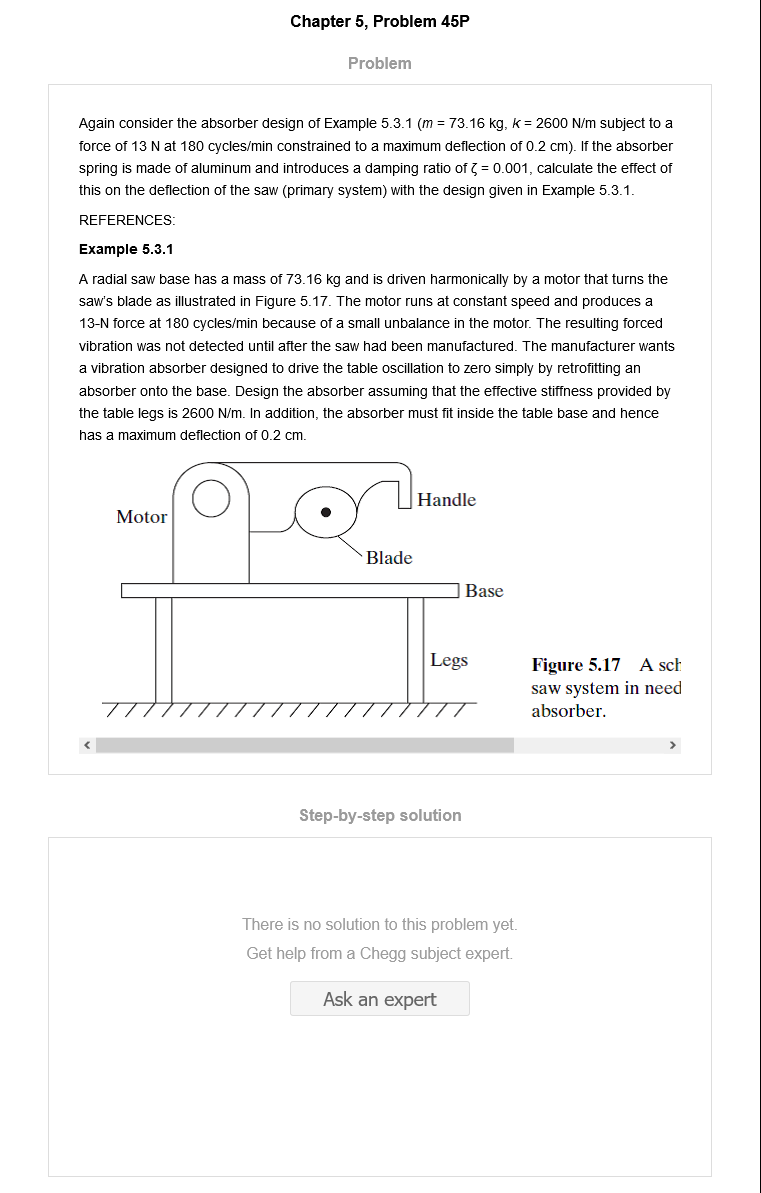 Chapter 5, Problem 45P
Problem
Again consider the absorber design of Example 5.3.1 (m = 73.16 kg, k = 2600 N/m subject to a
force of 13 N at 180 cycles/min constrained to a maximum deflection of 0.2 cm). If the absorber
spring is made of aluminum and introduces a damping ratio of ζ = 0.001, calculate the effect of
this on the deflection of the saw (primary system) with the design given in Example 5.3.1.
REFERENCES:
Example 5.3.1
A radial saw base has a mass of 73.16 kg and is driven harmonically by a motor that turns the
saw's blade as illustrated in Figure 5.17. The motor runs at constant speed and produces a
13-N force at 180 cycles/min because of a small unbalance in the motor. The resulting forced
vibration was not detected until after the saw had been manufactured. The manufacturer wants
a vibration absorber designed to drive the table oscillation to zero simply by retrofitting an
absorber onto the base. Design the absorber assuming that the effective stiffness provided by
the table legs is 2600 N/m. In addition, the absorber must fit inside the table base and hence
has a maximum deflection of 0.2 cm.
Handle
Motor
Blade
Base
Legs
Figure 5.17 A sch
saw system in need
absorber.
Step-by-step solution
There is no solution to this problem yet.
Get help from a Chegg subject expert.
Ask an expert